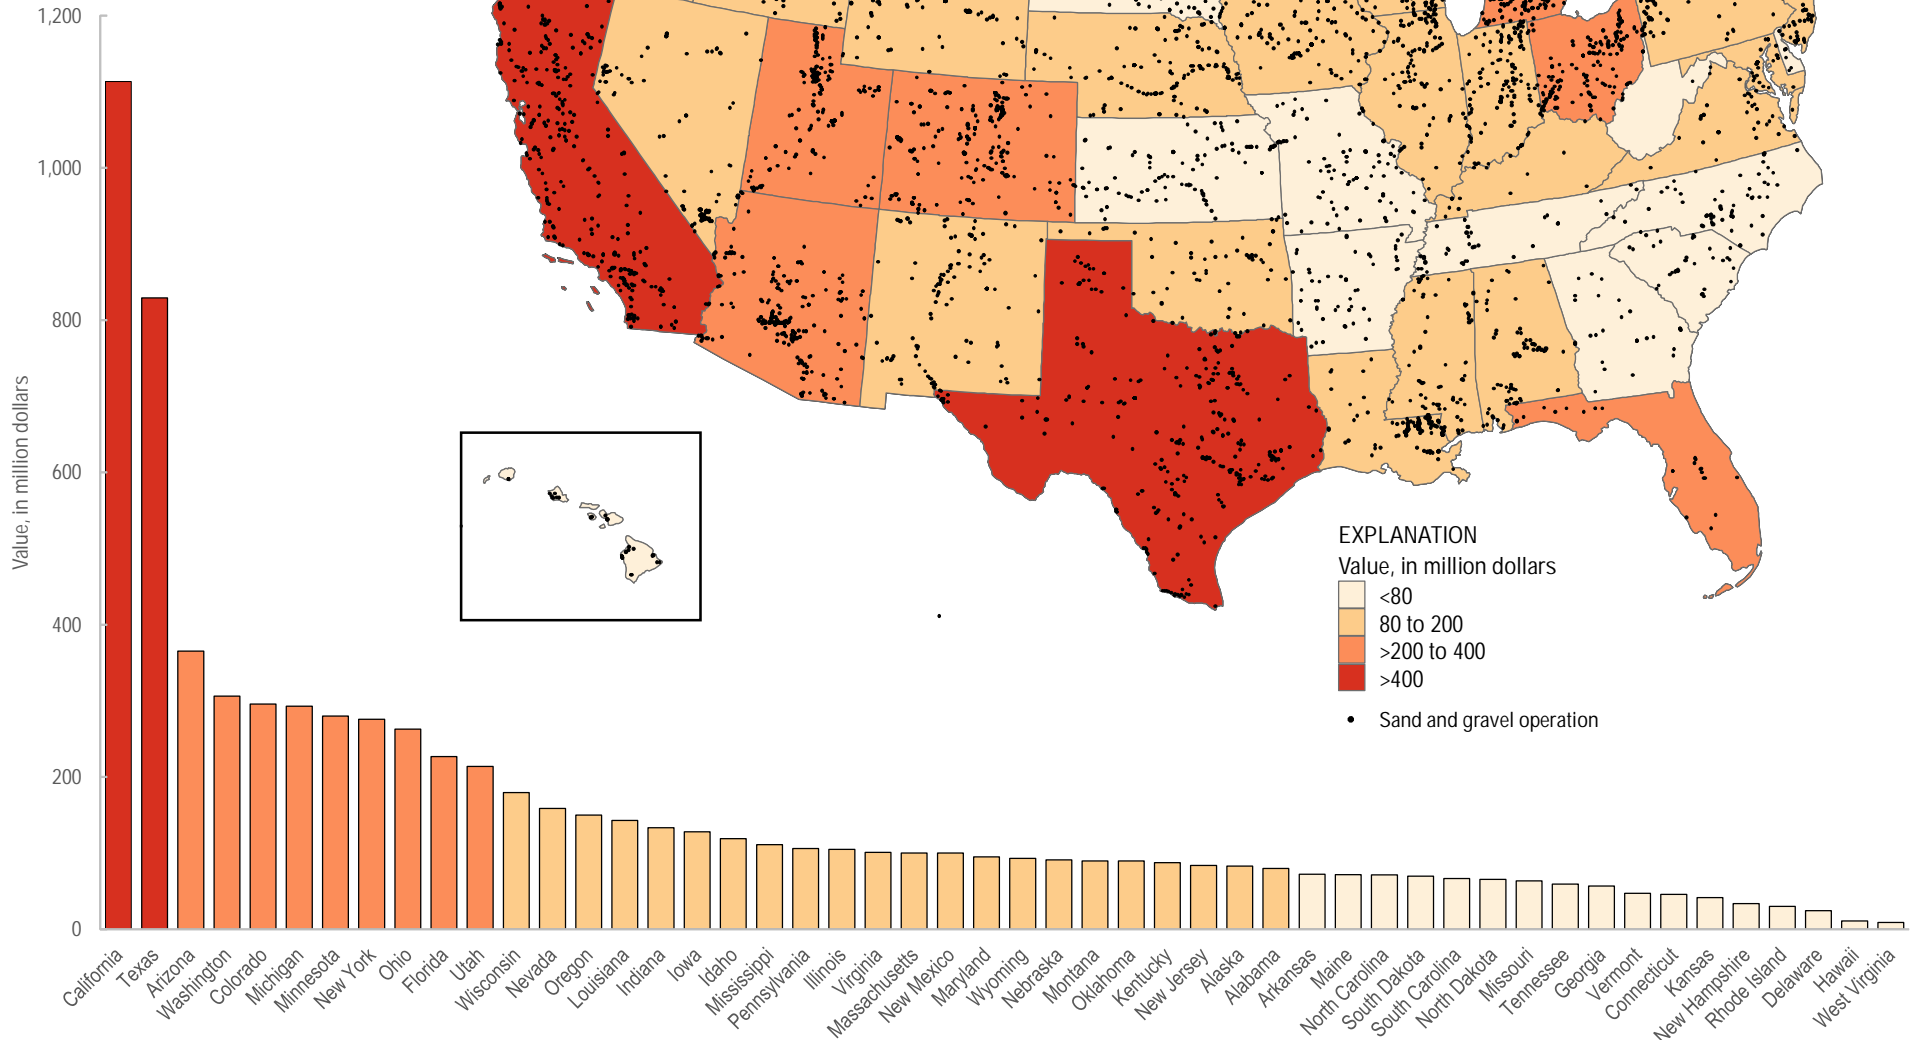 1,200
1,000
800
600
400
200
0
Value, in million dollars
EXPLANATION
Value, in million dollars
<80
80 to 200
>200 to 400
>400
Sand and gravel operation
California
Texas
Arizona
Washington
Colorado
Michigan
Minnesota
New York
Ohio
Florida
Utah
Wisconsin
Nevada
Oregon
Louisiana
Indiana
Iowa
Idaho
Mississippi
Pennsylvania
Illinois
Virginia
Massachusetts
New Mexico
Maryland
Wyoming
Nebraska
Montana
Oklahoma
Kentucky
New Jersey
Alaska
Alabama
Arkansas
Maine
North Carolina
South Dakota
South Carolina
North Dakota
Missouri
Tennessee
Georgia
Vermont
Connecticut
Kansas
New Hampshire
Rhode Island
Delaware
Hawaii
West Virginia